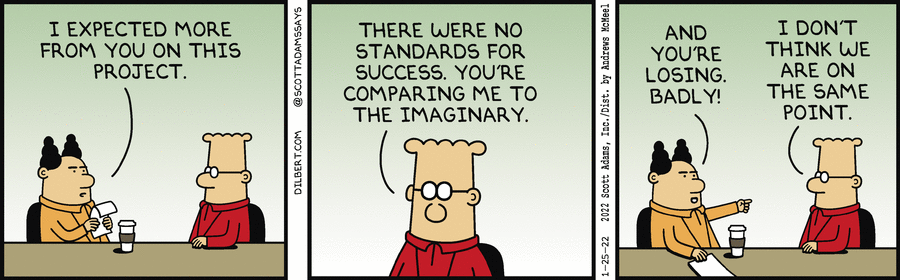 I EXPECTED MORE
FROM YOU ON THIS
PROJECT.
DILBERT.COM @SCOTTADAMSSAYS
THERE WERE NO
STANDARDS FOR
SUCCESS. YOU'RE
COMPARING ME TO
THE IMAGINARY.
1-25-22 2022 Scott Adams, Inc./Dist. by Andrews McMeel
AND
YOU'RE
LOSING.
BADLY!
I DON'T
THINK WE
ARE ON
THE SAME
POINT.